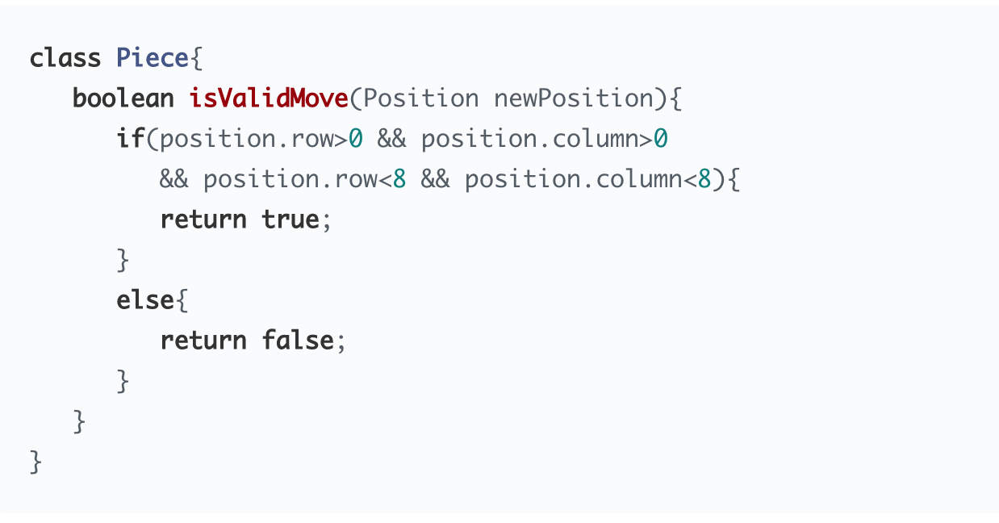 class Piece{
   boolean isValidMove(Position newPosition){
      if(position.row>0 && position.column>0
         && position.row<8 && position.column<8){
         return true;
      }
      else{
         return false;
      }
   }
}